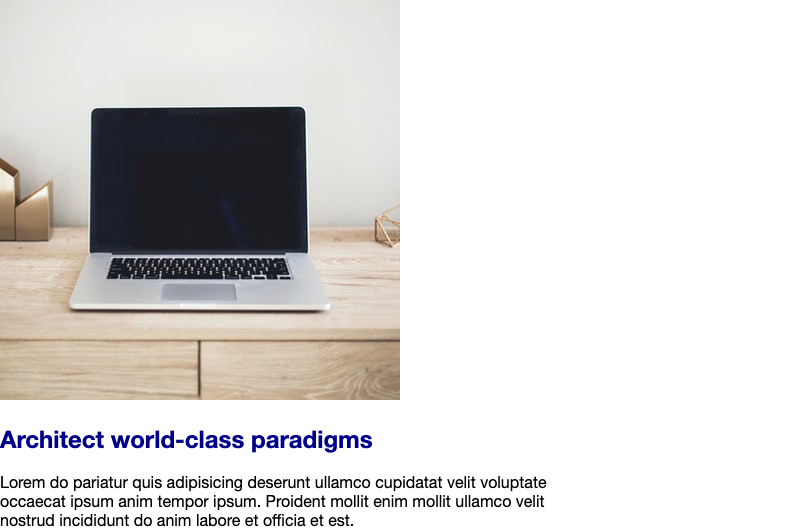 Architect world-class paradigms
Lorem do pariatur quis adipisicing deserunt ullamco cupidatat velit voluptate
occaecat ipsum anim tempor ipsum. Proident mollit enim mollit ullamco velit
nostrud incididunt do anim labore et officia et est.